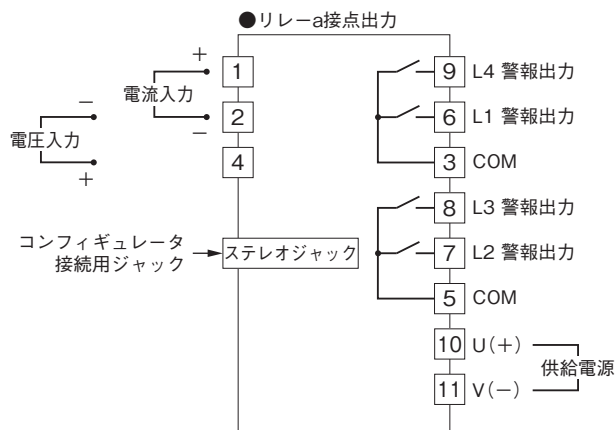 ●リレーa接点出力
+
電流入力
−
−
電圧入力
+
1
2
4
コンフィギュレータ
接続用ジャック
ステレオジャック
9 L4 警報出力
6 L1 警報出力
3 COM
8 L3 警報出力
7 L2 警報出力
5 COM
10 U(+)
11 V(−)
供給電源